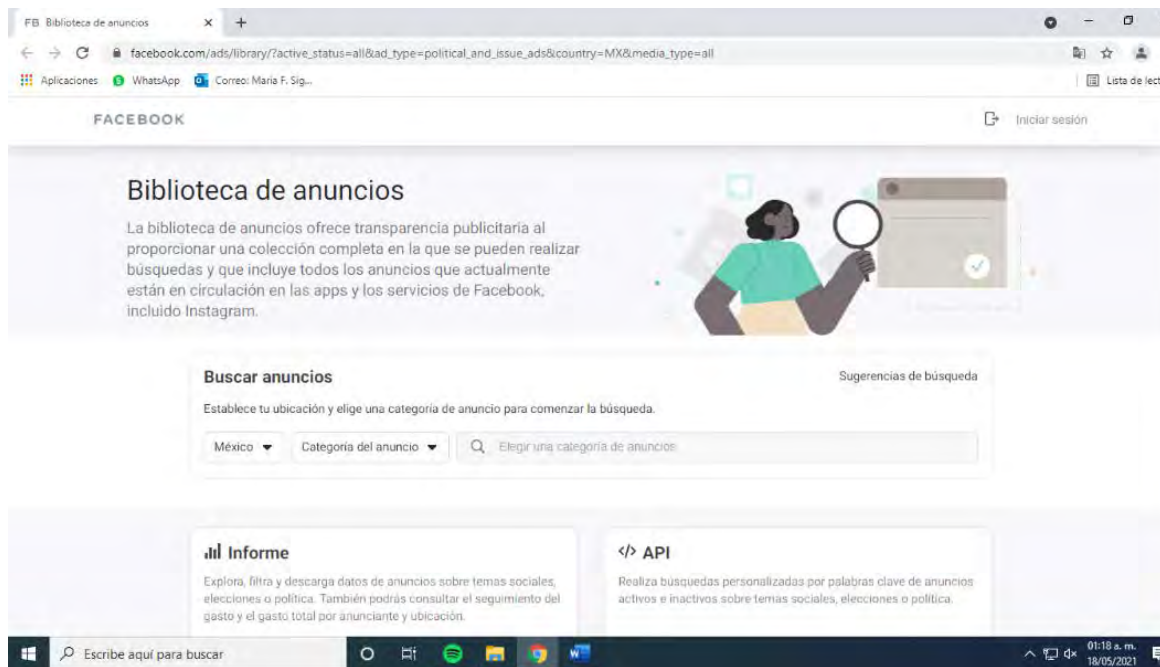 FB Biblioteca de anuncios
facebook.com/ads/library/?active_status=all&ad_type=political_and_issue_ads&country=MX&media_type=all
Aplicaciones WhatsApp Correo: Maria F. Sig... Lista de lect
FACEBOOK Iniciar sesión
Biblioteca de anuncios
La biblioteca de anuncios ofrece transparencia publicitaria al
proporcionar una colección completa en la que se pueden realizar
búsquedas y que incluye todos los anuncios que actualmente
están en circulación en las apps y los servicios de Facebook,
incluido Instagram.
Buscar anuncios Sugerencias de búsqueda
Establece tu ubicación y elige una categoría de anuncio para comenzar la búsqueda.
México Categoría del anuncio Elegir una categoría de anuncios
Informe
Explora, filtra y descarga datos de anuncios sobre temas sociales,
elecciones o política. También podrás consultar el seguimiento del
gasto y el gasto total por anunciante y ubicación.
</> API
Realiza búsquedas personalizadas por palabras clave de anuncios
activos e inactivos sobre temas sociales, elecciones o política.
Escribe aquí para buscar
01:18 a. m.
18/05/2021